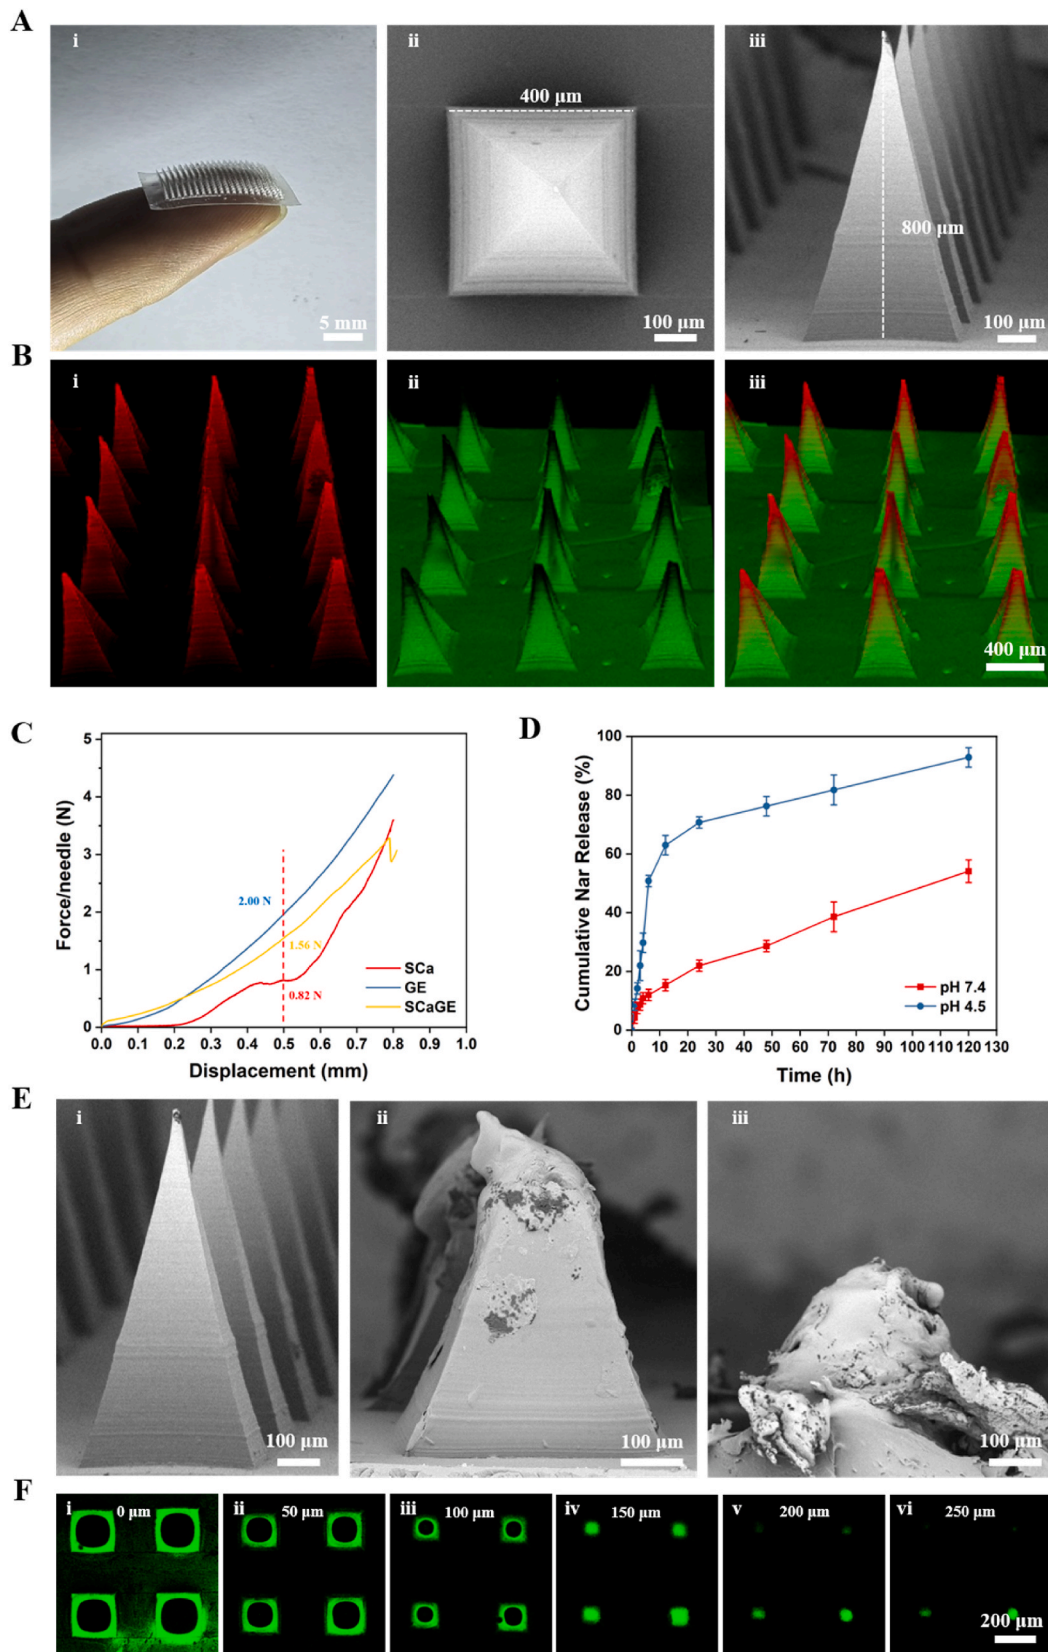 A
i
ii
iii
400 μm
800 μm
5 mm
100 μm
100 μm
B
i
ii
iii
400 μm
C
Force/needle (N)
5
4
3
2
1
0
2.00 N
1.56 N
0.82 N
SCa
GE
SCaGE
0.0 0.1 0.2 0.3 0.4 0.5 0.6 0.7 0.8 0.9 1.0
Displacement (mm)
D
Cumulative Nar Release (%)
100
80
60
40
20
0
pH 7.4
pH 4.5
0 10 20 30 40 50 60 70 80 90 100 110 120 130
Time (h)
E
i
ii
iii
100 μm
100 μm
100 μm
F
i 0 μm
ii 50 μm
iii 100 μm
iv 150 μm
v 200 μm
vi 250 μm
200 μm